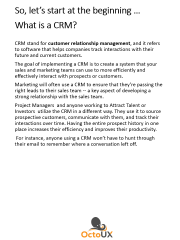 So, let's start at the beginning ...
What is a CRM?
CRM stand for customer relationship management, and it refers
to software that helps companies track interactions with their
future and current customers.
The goal of implementing a CRM is to create a system that your
sales and marketing teams can use to more efficiently and
effectively interact with prospects or customers.
Marketing will often use a CRM to ensure that they're passing the
right leads to their sales team – a key aspect of developing a
strong relationship with the sales team.
Project Managers and anyone working to Attract Talent or
Investors utilize the CRM in a different way. They use it to source
prospective customers, communicate with them, and track their
interactions over time. Having the entire prospect history in one
place increases their efficiency and improves their productivity.
For instance, anyone using a CRM won't have to hunt through
their email to remember where a conversation left off.
OctoUX